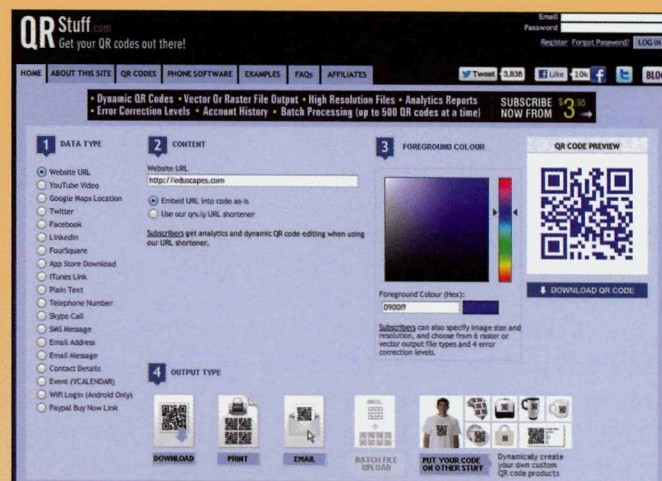 QR Stuff.com
Get your QR codes out there!
Email
Password
Register Forgot Password? LOG IN
HOME ABOUT THIS SITE QR CODES PHONE SOFTWARE EXAMPLES FAQs AFFILIATES
Tweet 3,838 Like 10k BLO
• Dynamic QR Codes • Vector Or Raster File Output • High Resolution Files • Analytics Reports
• Error Correction Levels • Account History • Batch Processing (up to 500 QR codes at a time)
SUBSCRIBE
NOW FROM $3.95
1 DATA TYPE
Website URL
YouTube Video
Google Maps Location
Twitter
Facebook
LinkedIn
FourSquare
App Store Download
iTunes Link
Plain Text
Telephone Number
Skype Call
SMS Message
Email Address
Email Message
Contact Details
Event (VCALENDAR)
Wifi Login (Android Only)
Paypal Buy Now Link
2 CONTENT
Website URL
http://eduscapes.com
Embed URL into code as-is
Use our qrs.ly URL shortener
Subscribers get analytics and dynamic QR code editing when using
our URL shortener.
3 FOREGROUND COLOUR
Foreground Colour (Hex):
0900ff
Subscribers can also specify image size and
resolution, and choose from 6 raster or
vector output file types and 4 error
correction levels.
QR CODE PREVIEW
DOWNLOAD QR CODE
4 OUTPUT TYPE
DOWNLOAD
PRINT
EMAIL
BATCH FILE
UPLOAD
PUT YOUR CODE
ON OTHER STUFF
Dynamically create
your own custom
QR code products